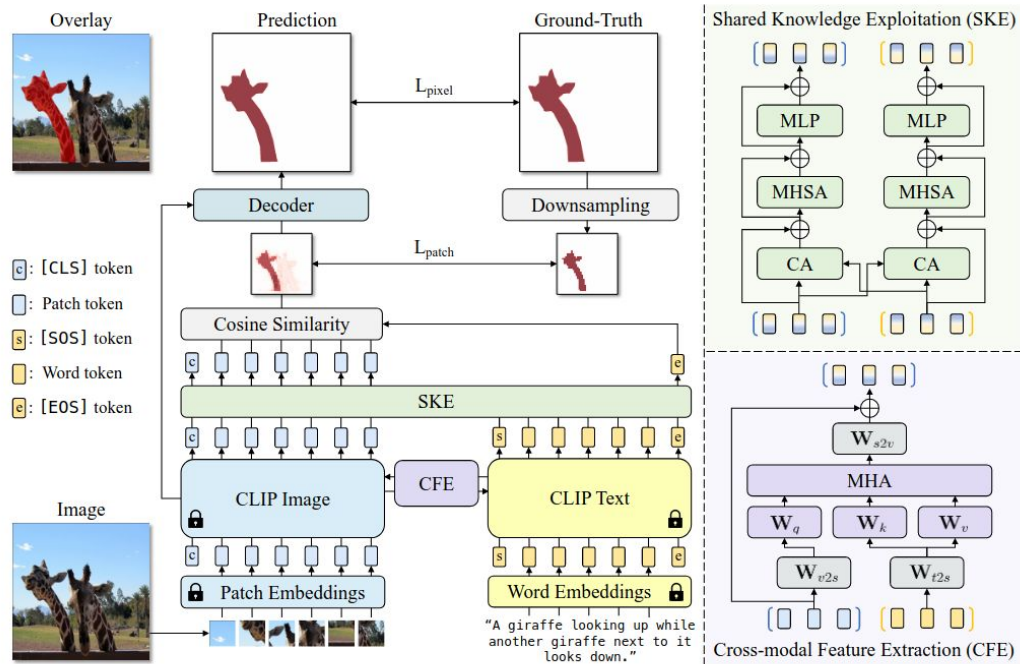 Overlay
Prediction
Ground-Truth
L_pixel
Decoder
Downsampling
L_patch
c : [CLS] token
: Patch token
s : [SOS] token
: Word token
e : [EOS] token
Cosine Similarity
c
e
SKE
c
s
e
CLIP Image
CFE
CLIP Text
c
s
e
Patch Embeddings
Word Embeddings
Image
"A giraffe looking up while
another giraffe next to it
looks down."
Shared Knowledge Exploitation (SKE)
MLP
MLP
MHSA
MHSA
CA
CA
W_s2v
MHA
W_q
W_k
W_v
W_v2s
W_t2s
Cross-modal Feature Extraction (CFE)